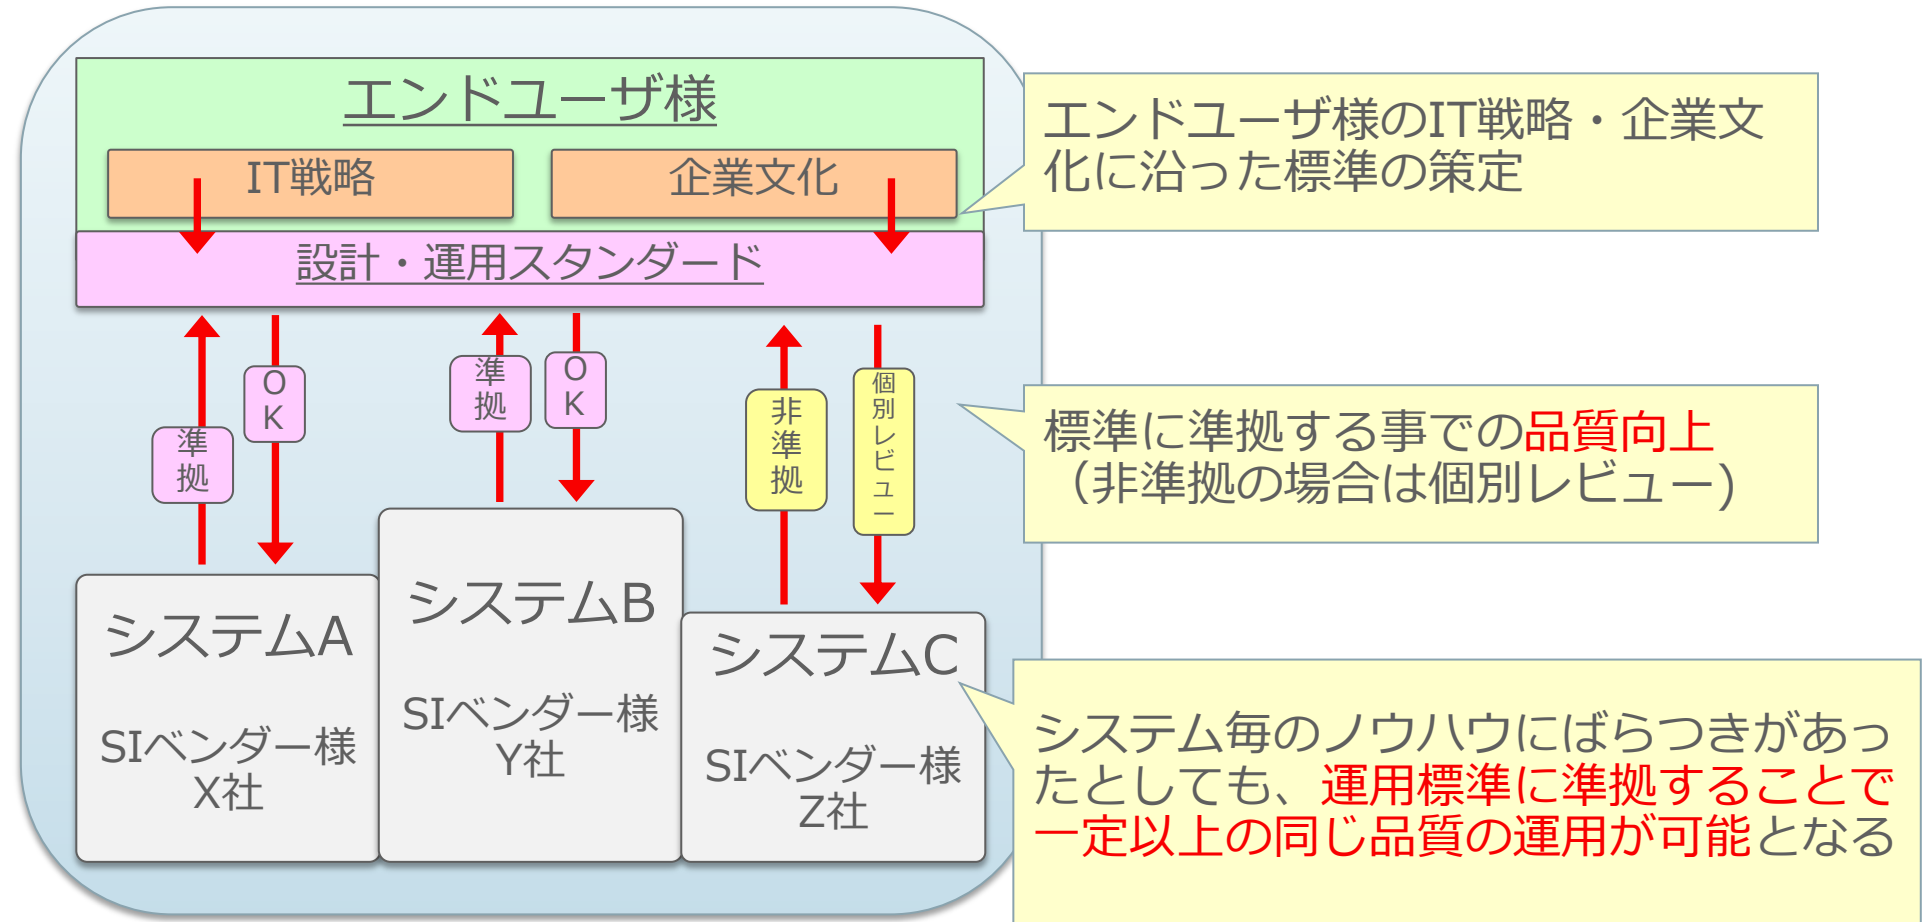 エンドユーザ様
IT戦略
企業文化
設計・運用スタンダード
エンドユーザ様のIT戦略・企業文
化に沿った標準の策定
準
拠
O
K
準
拠
O
K
非
準
拠
個
別
レ
ビ
ュ
ー
標準に準拠する事での品質向上
（非準拠の場合は個別レビュー)
システムA
SIベンダー様
X社
システムB
SIベンダー様
Y社
システムC
SIベンダー様
Z社
システム毎のノウハウにばらつきがあっ
たとしても、運用標準に準拠することで
一定以上の同じ品質の運用が可能となる